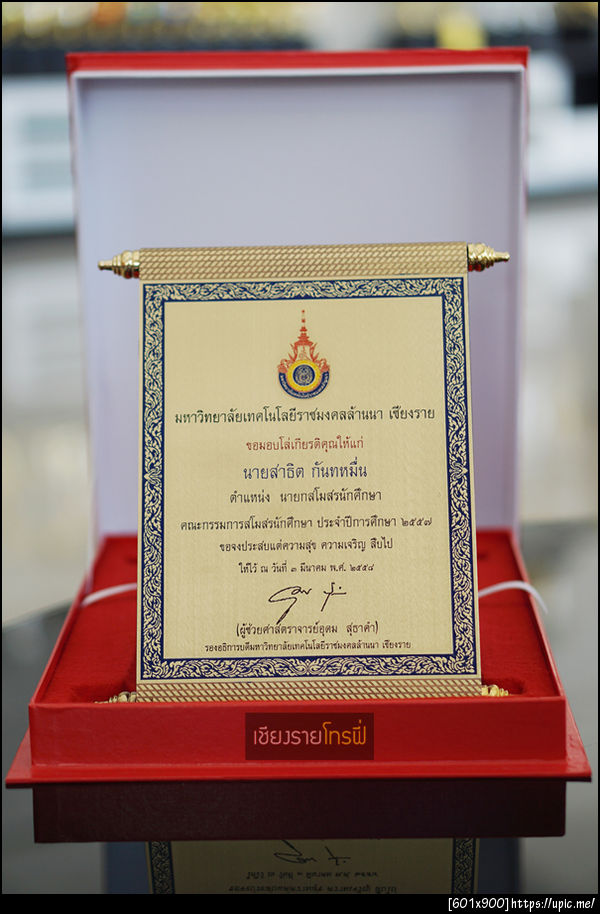 มหาวิทยาลัยเทคโนโลยีราชมงคลล้านนา เชียงราย
ขอมอบโล่เกียรติคุณให้แก่
นายสาธิต กันทหมื่น
ตำแหน่ง นายกสโมสรนักศึกษา
คณะกรรมการสโมสรนักศึกษา ประจำปีการศึกษา ๒๕๕๗
ขอจงประสบแต่ความสุข ความเจริญ สืบไป
ให้ไว้ ณ วันที่ ๓ มีนาคม พ.ศ. ๒๕๕๘
(ผู้ช่วยศาสตราจารย์อุดม สุธาคำ)
รองอธิการบดีมหาวิทยาลัยเทคโนโลยีราชมงคลล้านนา เชียงราย
เชียงรายโทรฟี่
[601x900]https://upic.me/